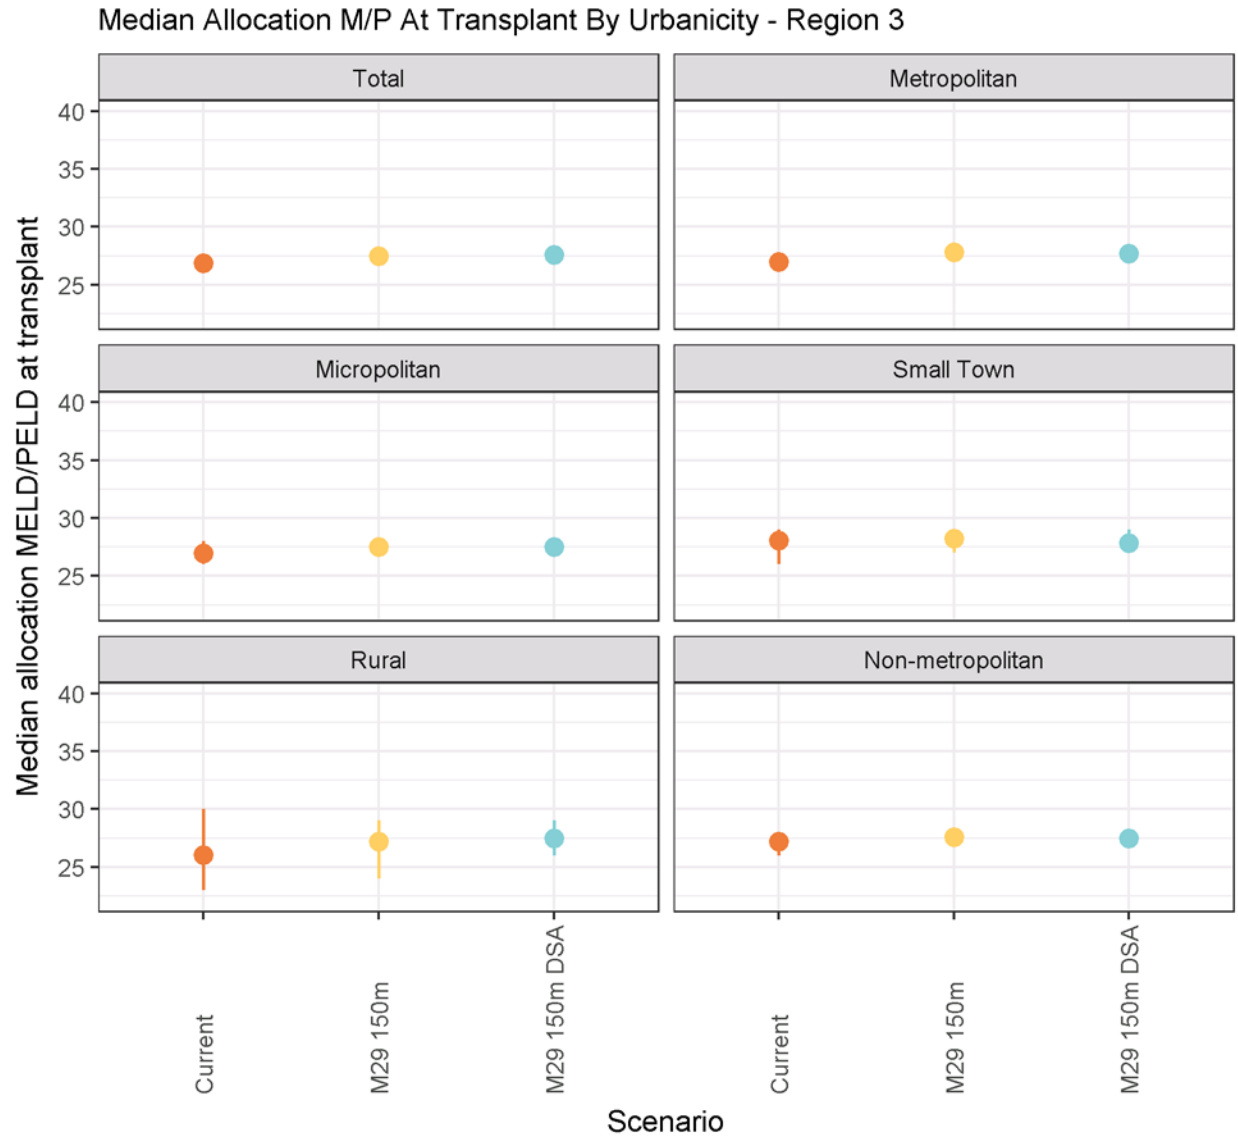 Median Allocation M/P At Transplant By Urbanicity - Region 3
Median allocation MELD/PELD at transplant
Total
Metropolitan
40
35
30
25
Micropolitan
Small Town
40
35
30
25
Rural
Non-metropolitan
40
35
30
25
Current
M29 150m
M29 150m DSA
Current
M29 150m
M29 150m DSA
Scenario